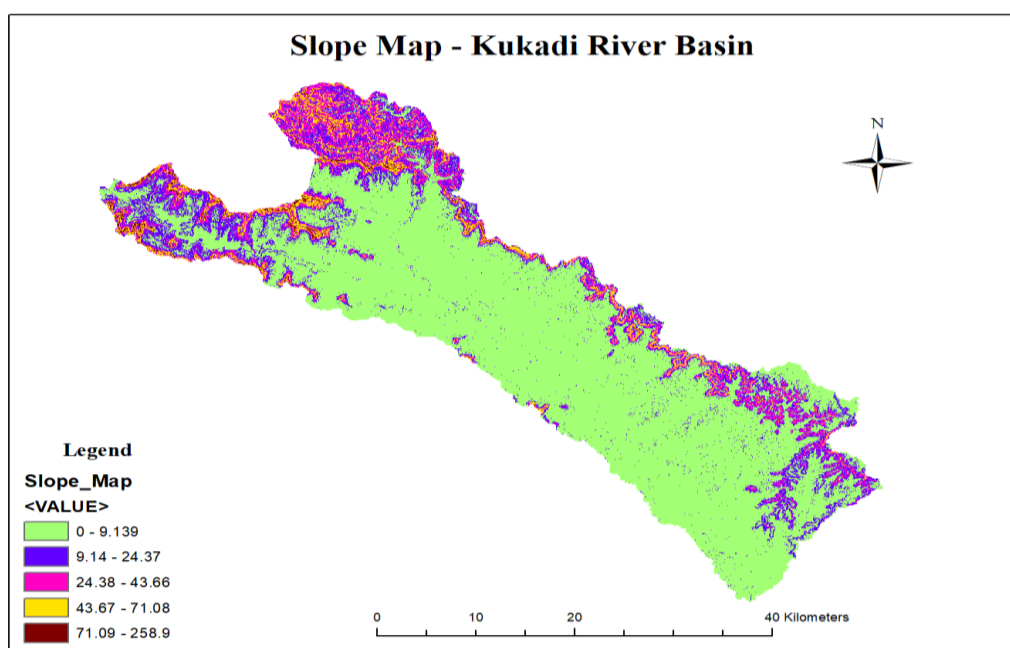 Slope Map - Kukadi River Basin
N
Legend
Slope_Map
<VALUE>
0 - 9.139
9.14 - 24.37
24.38 - 43.66
43.67 - 71.08
71.09 - 258.9
0 10 20 40 Kilometers